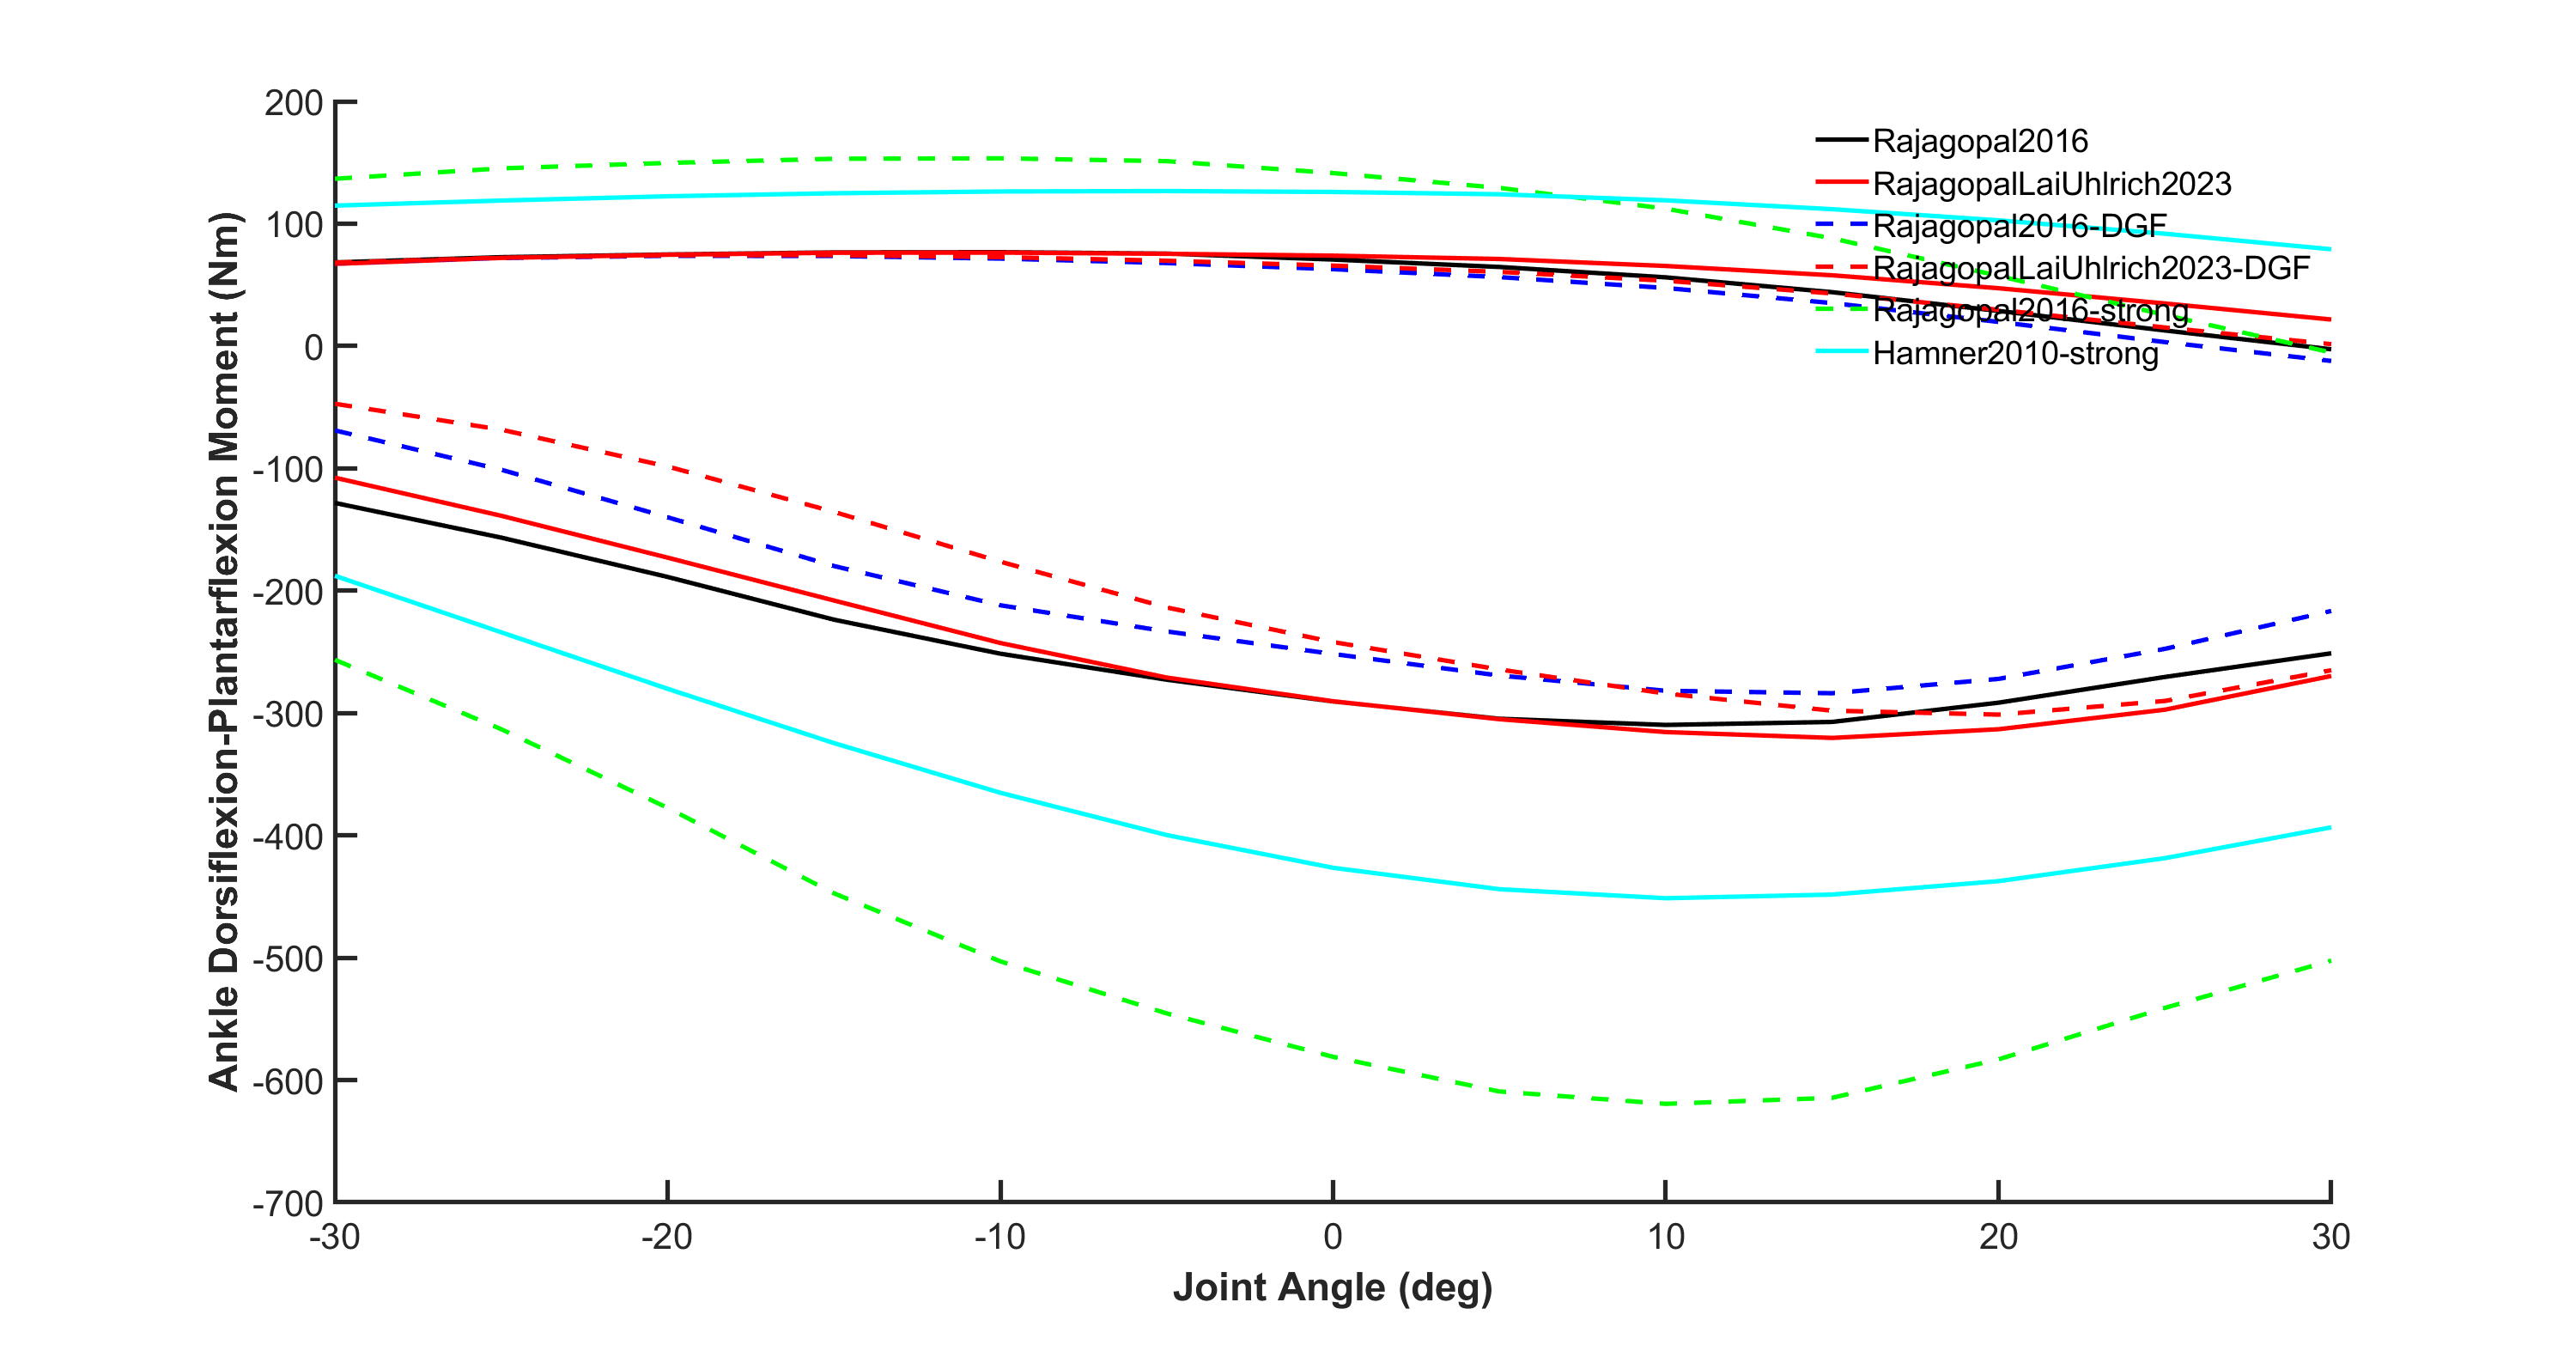 Ankle Dorsiflexion-Plantarflexion Moment (Nm)
200
100
0
-100
-200
-300
-400
-500
-600
-700
Rajagopal2016
RajagopalLaiUhlrich2023
Rajagopal2016-DGF
RajagopalLaiUhlrich2023-DGF
Rajagopal2016-strong
Hamner2010-strong
-30
-20
-10
0
10
20
30
Joint Angle (deg)